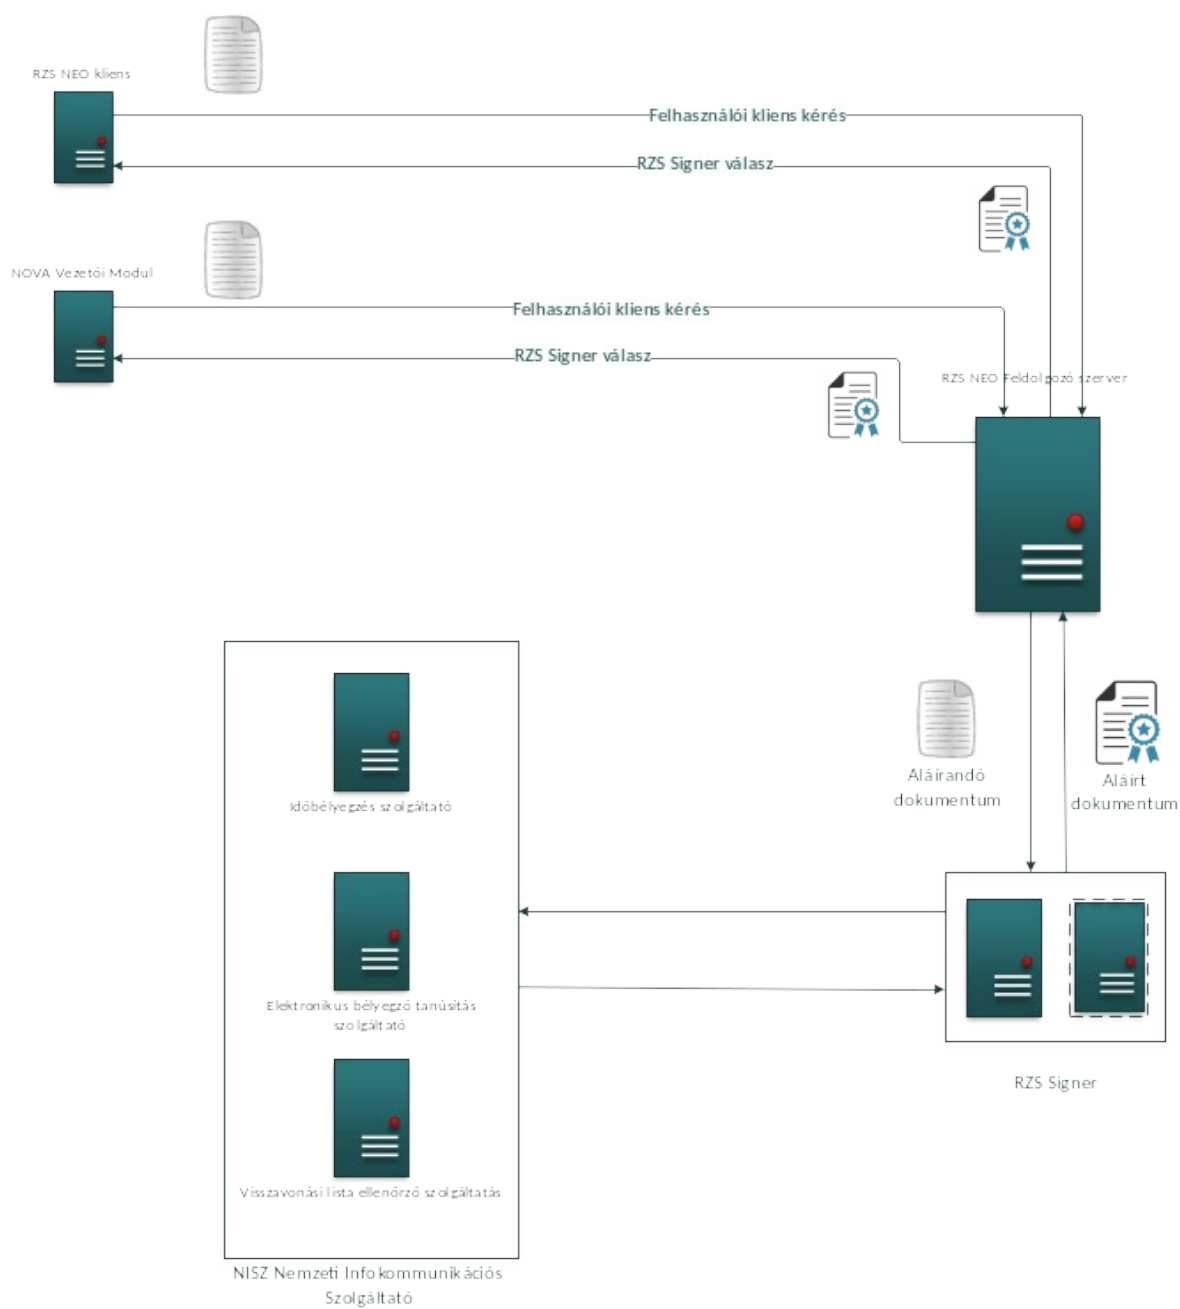 RZS NEO kliens
Felhasználói kliens kérés
RZS Signer válasz
NOVA Vezetői Modul
Felhasználói kliens kérés
RZS Signer válasz
RZS NEO Feldolgozó szerver
Aláírandó
dokumentum
Aláírt
dokumentum
Időbélyegzés szolgáltató
Elektronikus bélyegző tanúsítás
szolgáltató
RZS Signer
Visszavonási lista ellenőrző szolgáltatás
NISZ Nemzeti Infokommunikációs
Szolgáltató